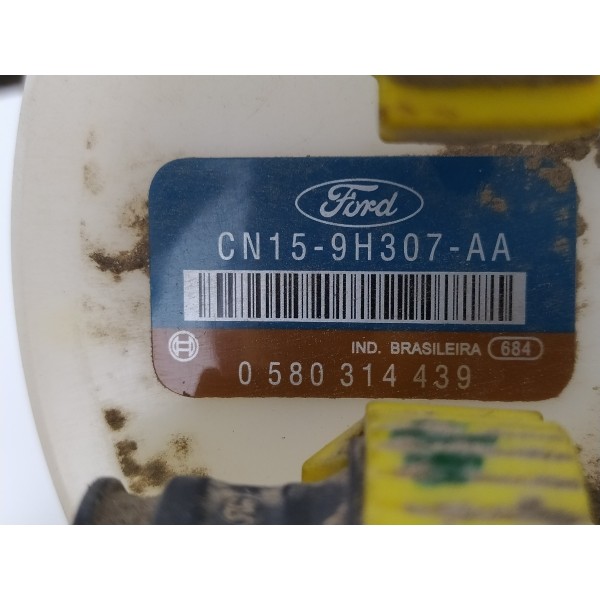 Ford
CN15-9H307-AA
IND. BRASILEIRA 684
0 580 314 439